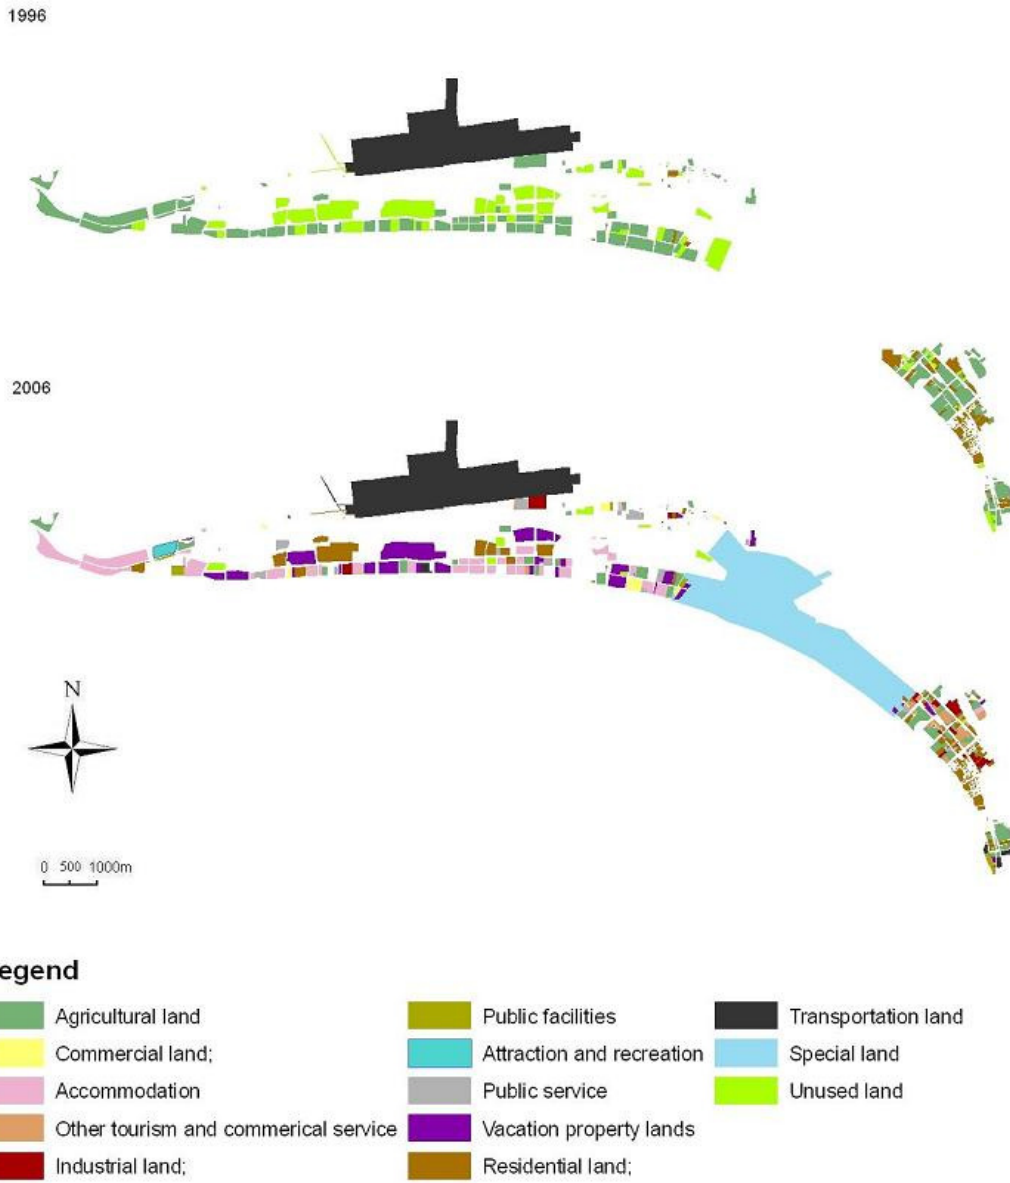 1996
2006
N
0 500 1000m
egend
Agricultural land
Commercial land;
Accommodation
Other tourism and commerical service
Industrial land;
Public facilities
Attraction and recreation
Public service
Vacation property lands
Residential land;
Transportation land
Special land
Unused land